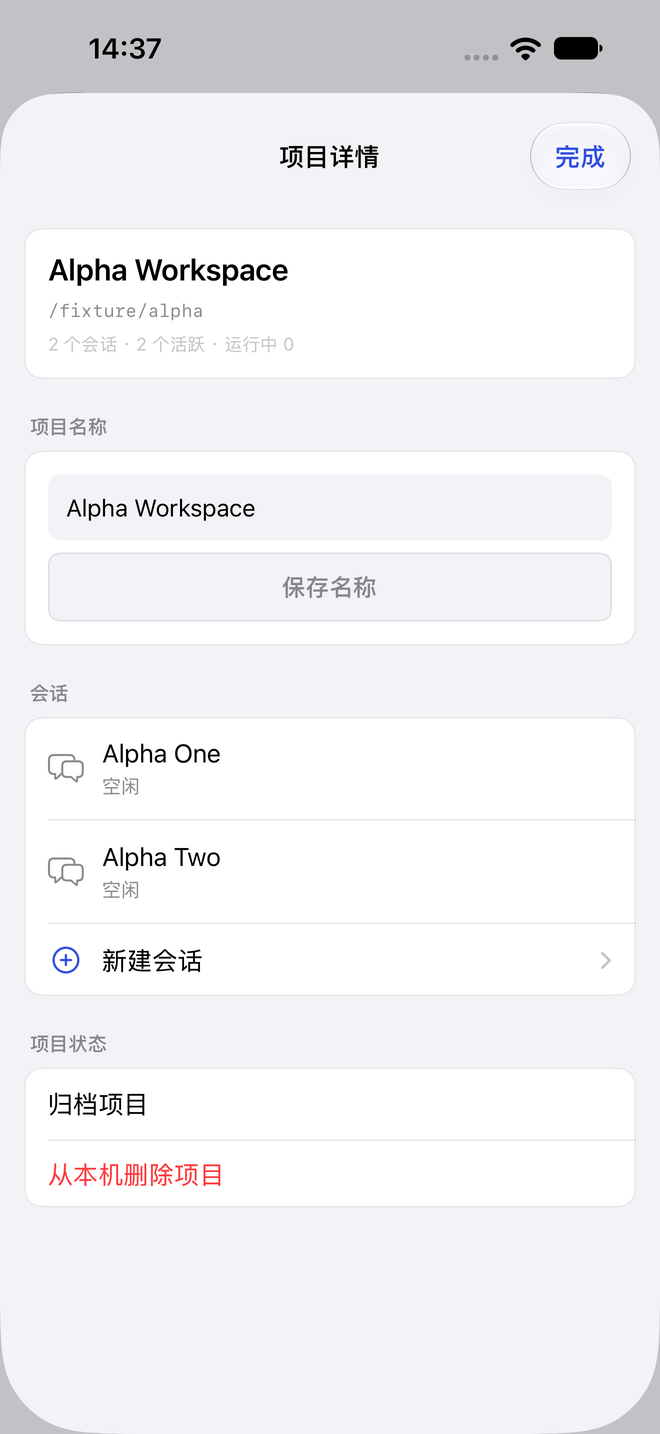 14:37
项目详情
完成
Alpha Workspace
/fixture/alpha
2 个会话 · 2 个活跃 · 运行中 0
项目名称
Alpha Workspace
保存名称
会话
Alpha One
空闲
Alpha Two
空闲
新建会话
项目状态
归档项目
从本机删除项目